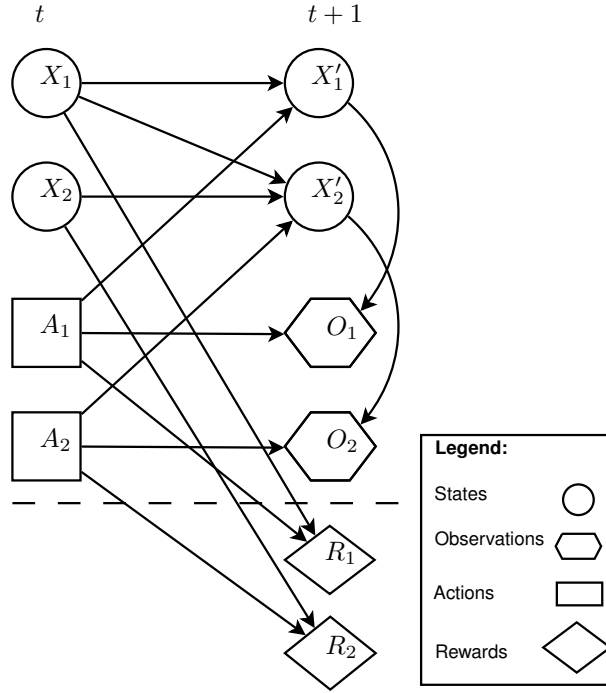 t t + 1
X₁ X′₁
X₂ X′₂
A₁ O₁
A₂ O₂
R₁
R₂
Legend:
States
Observations
Actions
Rewards